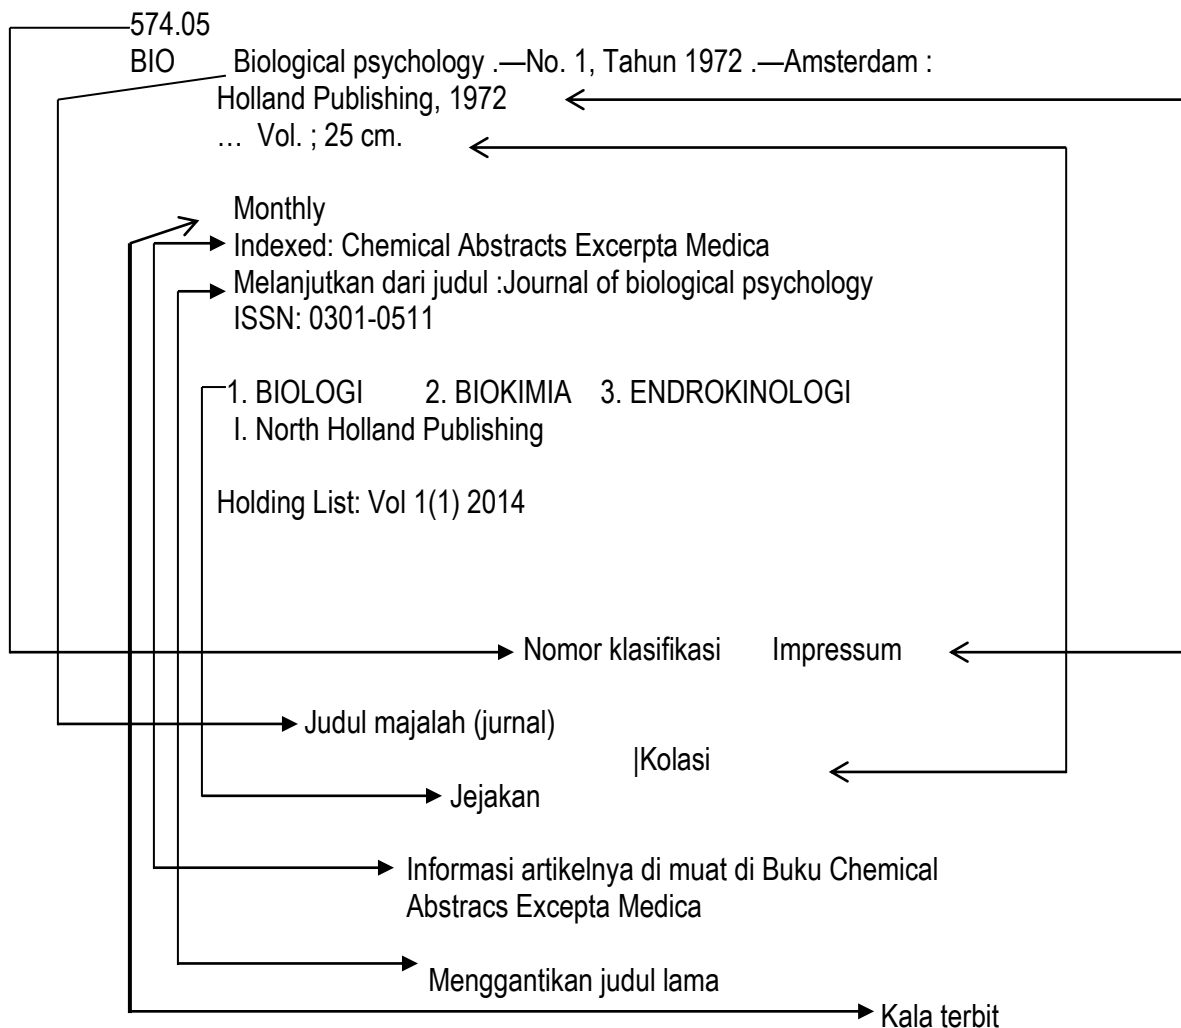 574.05
BIO Biological psychology .—No. 1, Tahun 1972 .—Amsterdam :
Holland Publishing, 1972
… Vol. ; 25 cm.
Monthly
Indexed: Chemical Abstracts Excerpta Medica
Melanjutkan dari judul :Journal of biological psychology
ISSN: 0301-0511
1. BIOLOGI 2. BIOKIMIA 3. ENDROKINOLOGI
I. North Holland Publishing
Holding List: Vol 1(1) 2014
Nomor klasifikasi Impressum
Judul majalah (jurnal)
|Kolasi
Jejakan
Informasi artikelnya di muat di Buku Chemical
Abstracs Excepta Medica
Menggantikan judul lama
Kala terbit